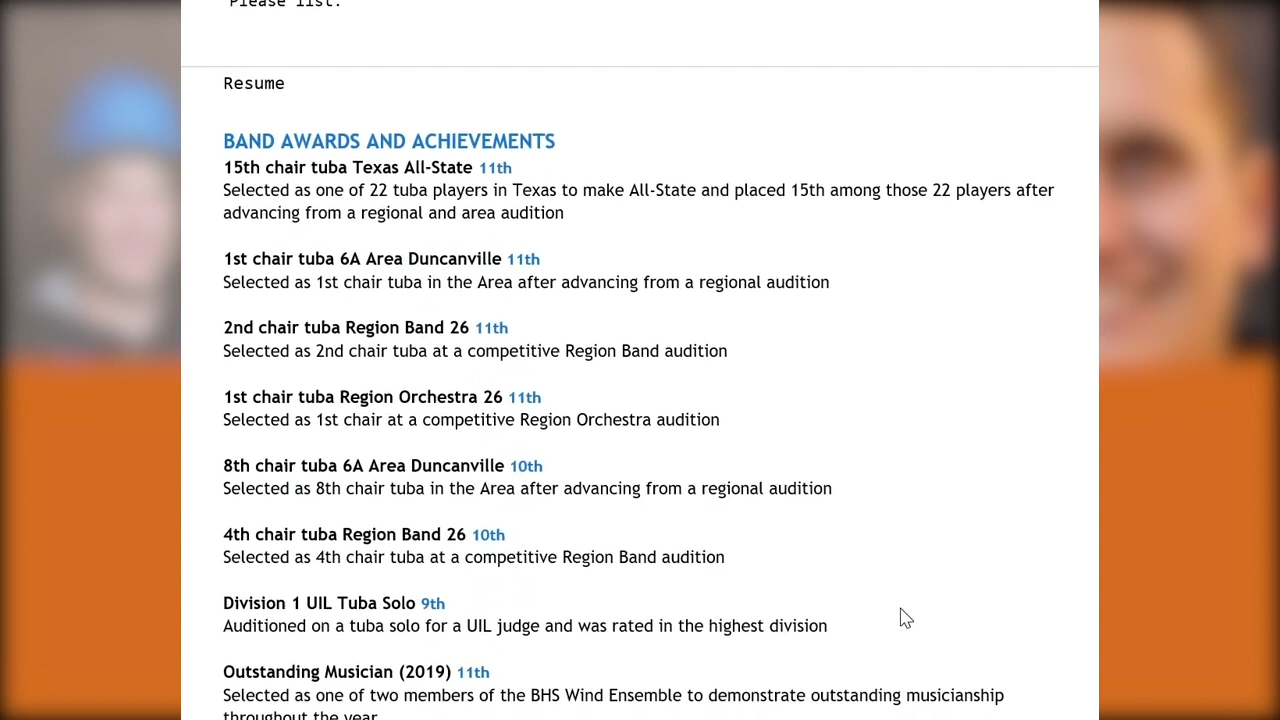 Please list.
Resume
BAND AWARDS AND ACHIEVEMENTS
15th chair tuba Texas All-State 11th
Selected as one of 22 tuba players in Texas to make All-State and placed 15th among those 22 players after
advancing from a regional and area audition
1st chair tuba 6A Area Duncanville 11th
Selected as 1st chair tuba in the Area after advancing from a regional audition
2nd chair tuba Region Band 26 11th
Selected as 2nd chair tuba at a competitive Region Band audition
1st chair tuba Region Orchestra 26 11th
Selected as 1st chair at a competitive Region Orchestra audition
8th chair tuba 6A Area Duncanville 10th
Selected as 8th chair tuba in the Area after advancing from a regional audition
4th chair tuba Region Band 26 10th
Selected as 4th chair tuba at a competitive Region Band audition
Division 1 UIL Tuba Solo 9th
Auditioned on a tuba solo for a UIL judge and was rated in the highest division
Outstanding Musician (2019) 11th
Selected as one of two members of the BHS Wind Ensemble to demonstrate outstanding musicianship
throughout the year